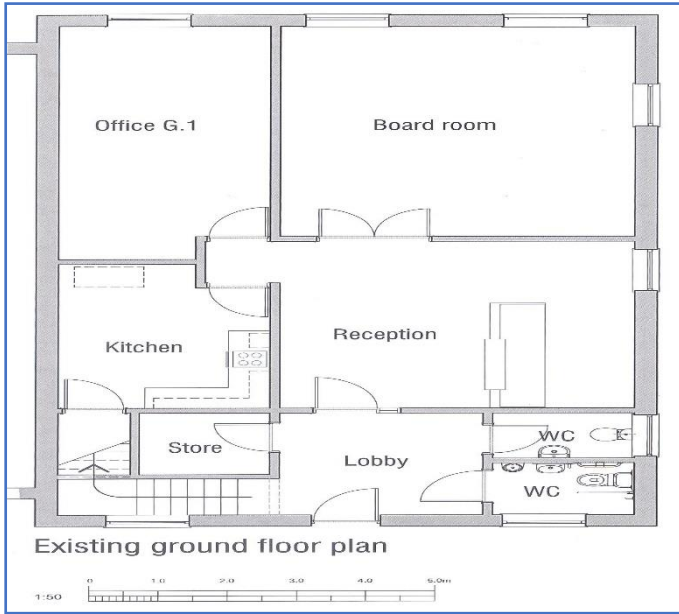 Office G.1
Board room
Kitchen
Reception
Store
Lobby
WC
WC
Existing ground floor plan
1:50
0 1.0 2.0 3.0 4.0 5.0m